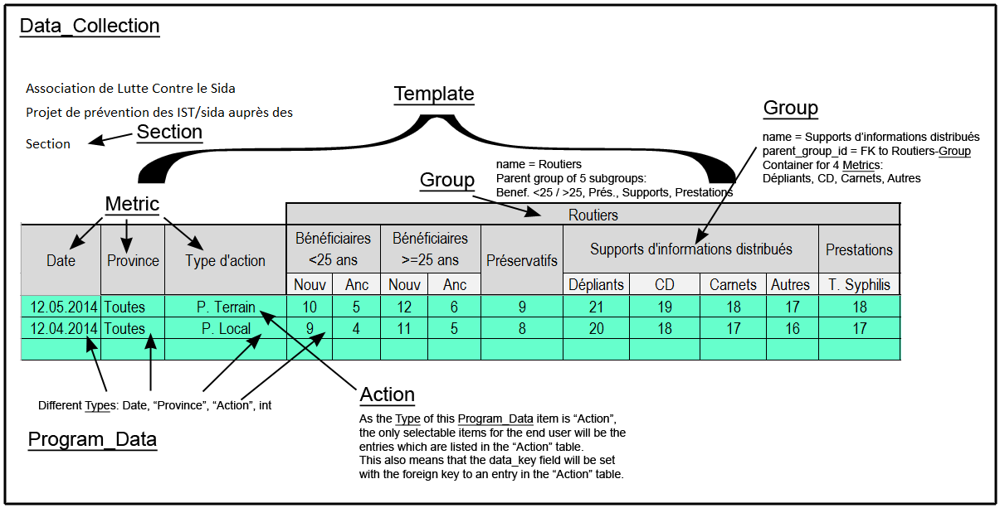 Data_Collection
Association de Lutte Contre le Sida
Projet de prévention des IST/sida auprès des
Section
Section
Template
Group
name = Supports d'informations distribués
parent_group_id = FK to Routiers-Group
Container for 4 Metrics:
Dépliants, CD, Carnets, Autres
Group
name = Routiers
Parent group of 5 subgroups:
Benef. <25 / >25, Prés., Supports, Prestations
Metric
Routiers
Date Province Type d'action Bénéficiaires <25 ans Bénéficiaires >=25 ans Préservatifs Supports d'informations distribués Prestations
Nouv Anc Nouv Anc Dépliants CD Carnets Autres T. Syphilis
12.05.2014 Toutes P. Terrain 10 5 12 6 9 21 19 18 17 18
12.04.2014 Toutes P. Local 9 4 11 5 8 20 18 17 16 17
Different Types: Date, “Province”, “Action”, int
Program_Data
Action
As the Type of this Program_Data item is “Action”,
the only selectable items for the end user will be the
entries which are listed in the “Action” table.
This also means that the data_key field will be set
with the foreign key to an entry in the “Action” table.